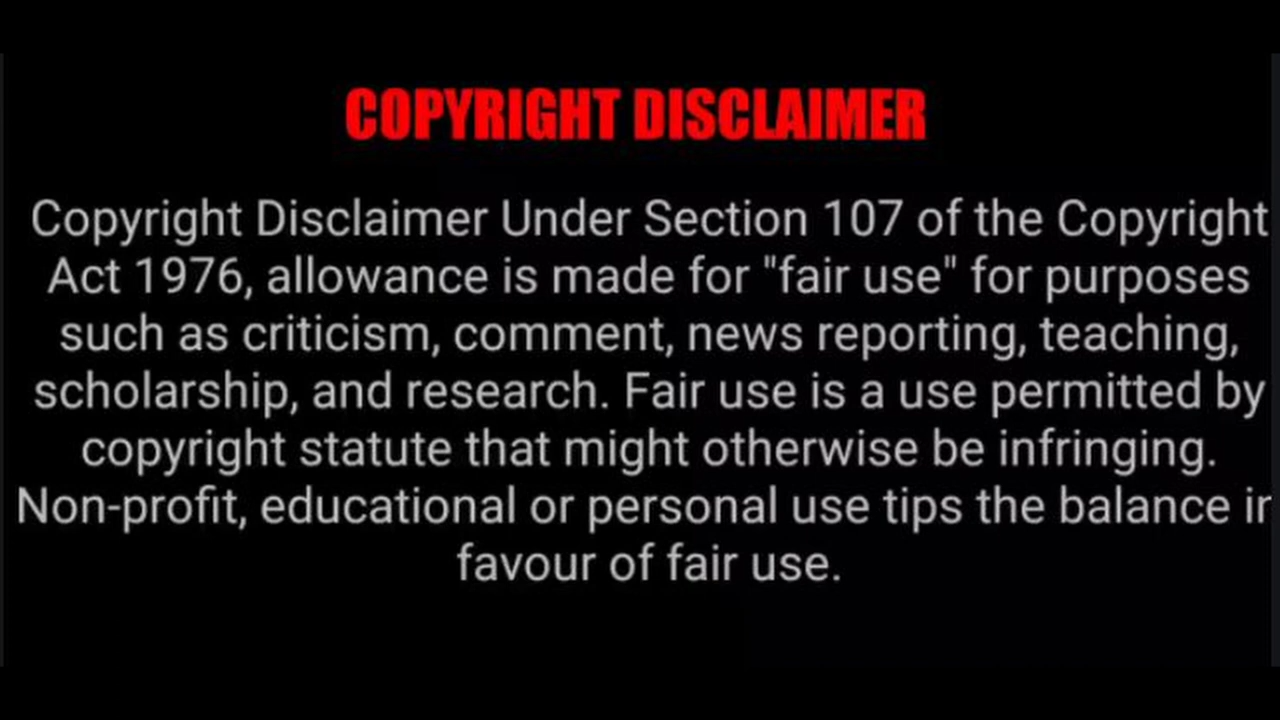 COPYRIGHT DISCLAIMER
Copyright Disclaimer Under Section 107 of the Copyright
Act 1976, allowance is made for "fair use" for purposes
such as criticism, comment, news reporting, teaching,
scholarship, and research. Fair use is a use permitted by
copyright statute that might otherwise be infringing.
Non-profit, educational or personal use tips the balance in
favour of fair use.